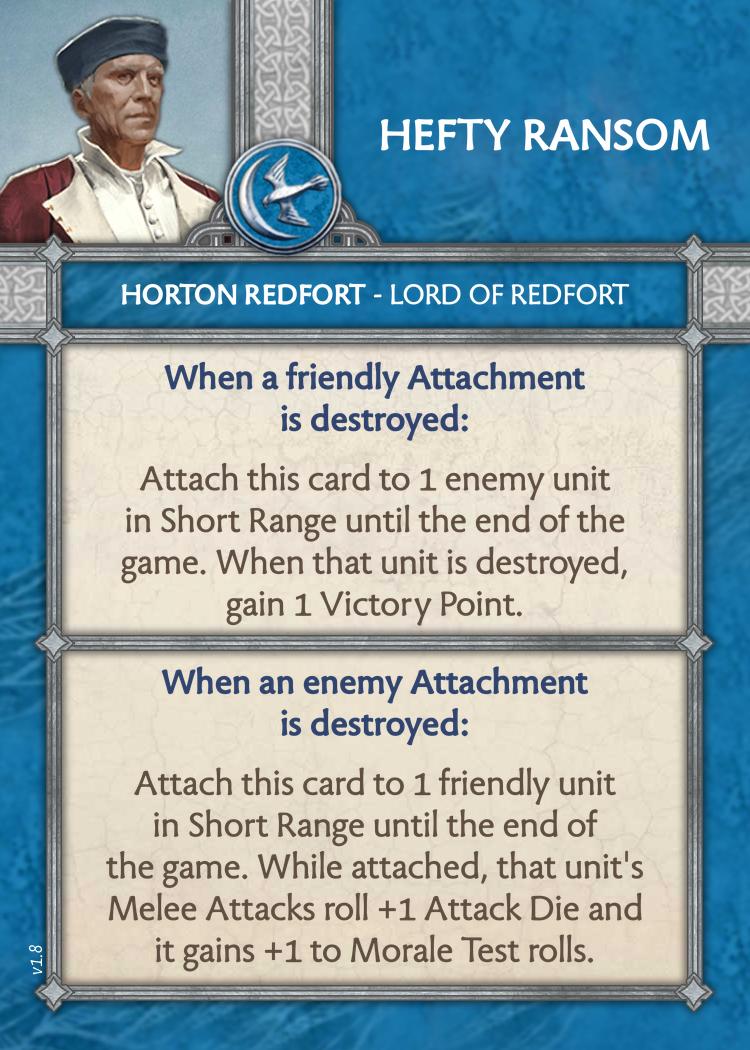 HEFTY RANSOM
HORTON REDFORT - LORD OF REDFORT
When a friendly Attachment
is destroyed:
Attach this card to 1 enemy unit
in Short Range until the end of the
game. When that unit is destroyed,
gain 1 Victory Point.
When an enemy Attachment
is destroyed:
Attach this card to 1 friendly unit
in Short Range until the end of
the game. While attached, that unit's
Melee Attacks roll +1 Attack Die and
it gains +1 to Morale Test rolls.
v1.8